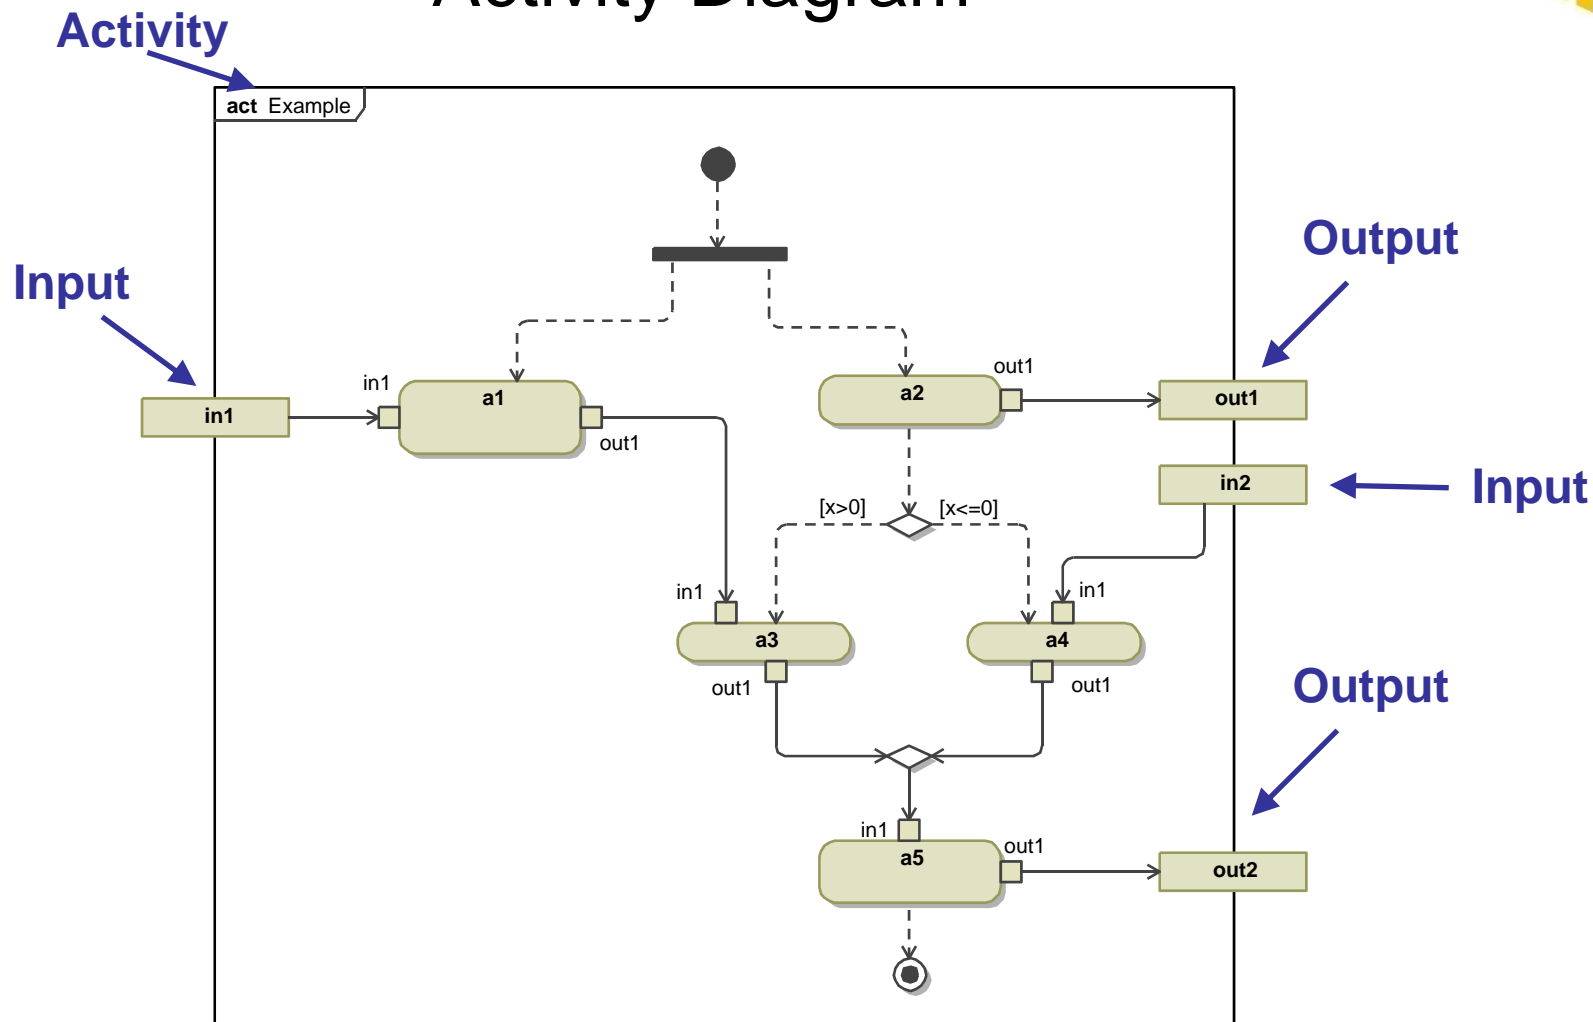 Activity Diagram
Activity
act Example
Output
Input
in1
in1
a1
out1
a2
out1
out1
in2
Input
[x>0]
[x<=0]
in1
a3
out1
in1
a4
out1
Output
in1
a5
out1
out2